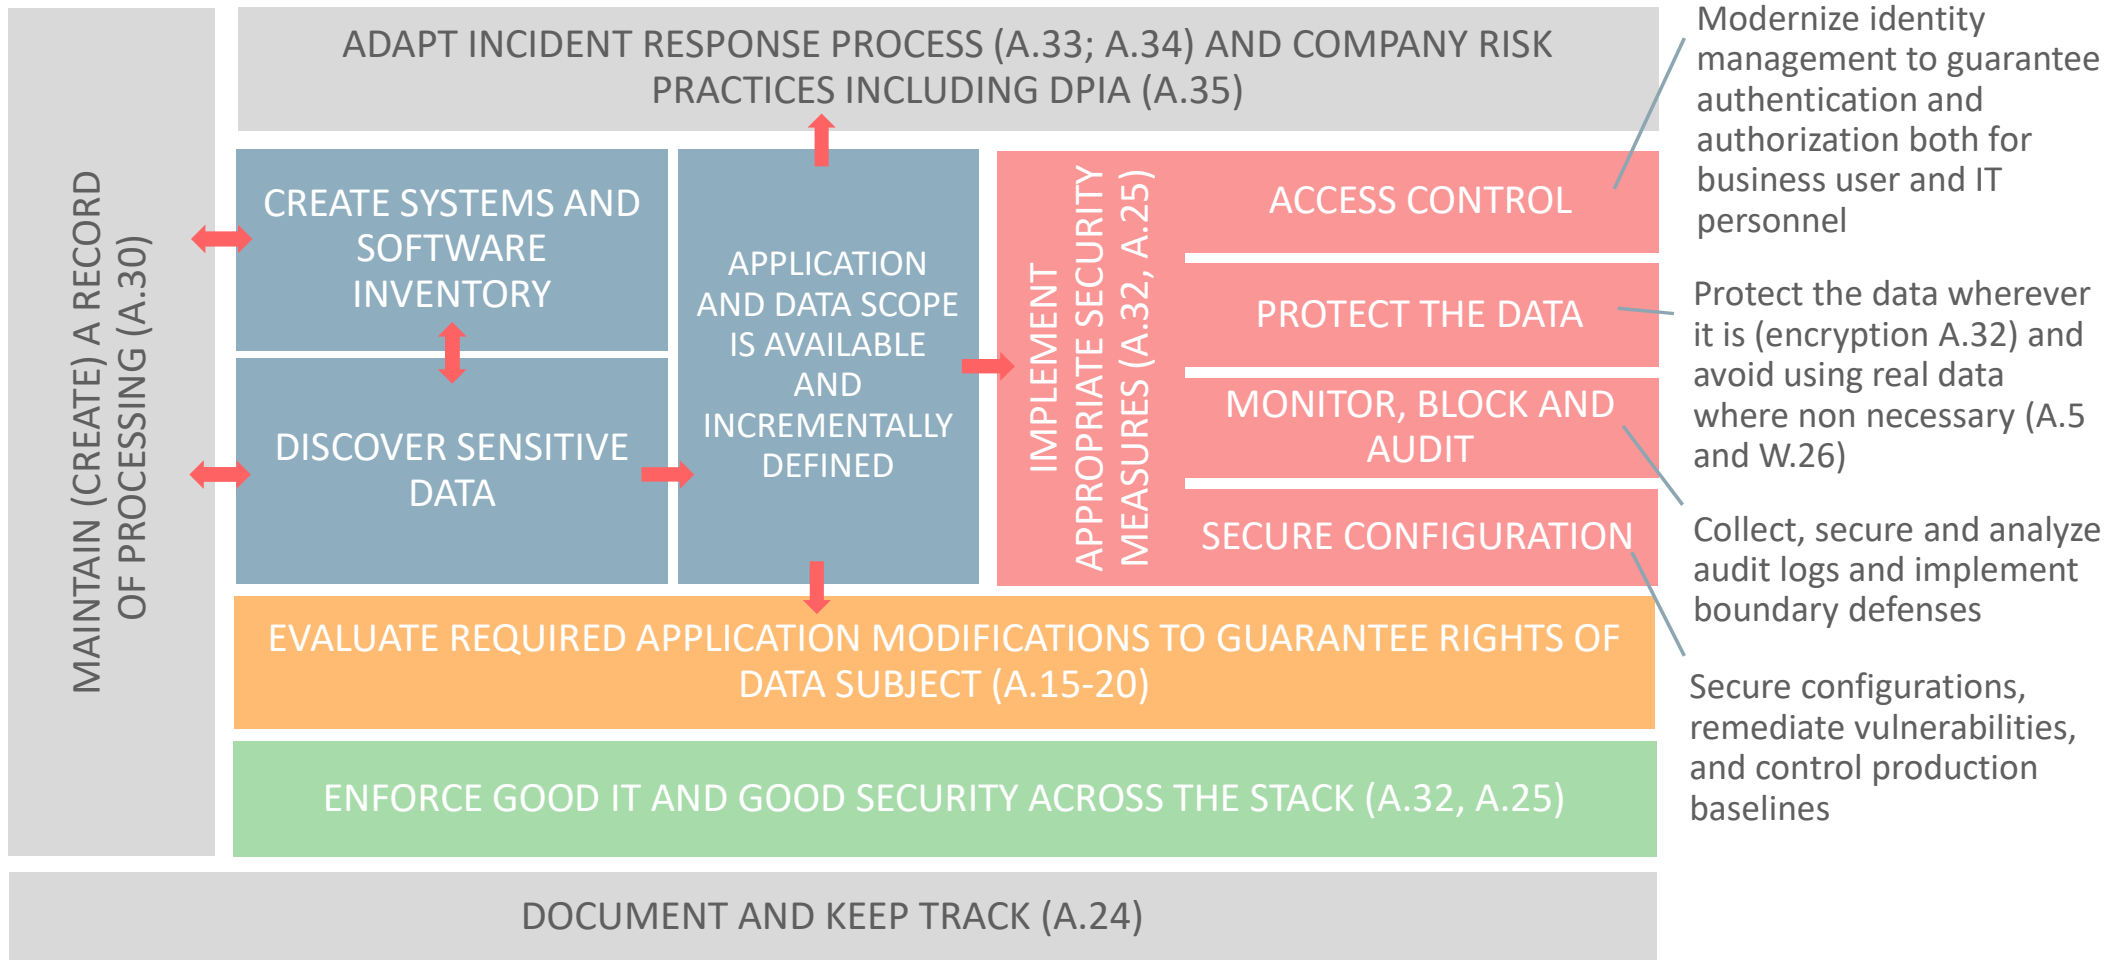 ADAPT INCIDENT RESPONSE PROCESS (A.33; A.34) AND COMPANY RISK
PRACTICES INCLUDING DPIA (A.35)
MAINTAIN (CREATE) A RECORD
OF PROCESSING (A.30)
CREATE SYSTEMS AND
SOFTWARE
INVENTORY
DISCOVER SENSITIVE
DATA
APPLICATION
AND DATA SCOPE
IS AVAILABLE
AND
INCREMENTALLY
DEFINED
IMPLEMENT
APPROPRIATE SECURITY
MEASURES (A.32, A.25)
ACCESS CONTROL
PROTECT THE DATA
MONITOR, BLOCK AND
AUDIT
SECURE CONFIGURATION
Modernize identity
management to guarantee
authentication and
authorization both for
business user and IT
personnel
Protect the data wherever
it is (encryption A.32) and
avoid using real data
where non necessary (A.5
and W.26)
Collect, secure and analyze
audit logs and implement
boundary defenses
Secure configurations,
remediate vulnerabilities,
and control production
baselines
EVALUATE REQUIRED APPLICATION MODIFICATIONS TO GUARANTEE RIGHTS OF
DATA SUBJECT (A.15-20)
ENFORCE GOOD IT AND GOOD SECURITY ACROSS THE STACK (A.32, A.25)
DOCUMENT AND KEEP TRACK (A.24)